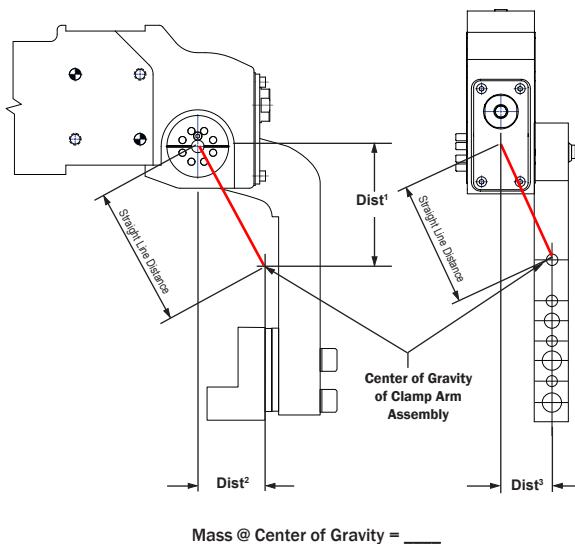 Dist¹
Straight Line Distance
Straight Line Distance
Center of Gravity
of Clamp Arm
Assembly
Dist²
Dist³
Mass @ Center of Gravity = ____